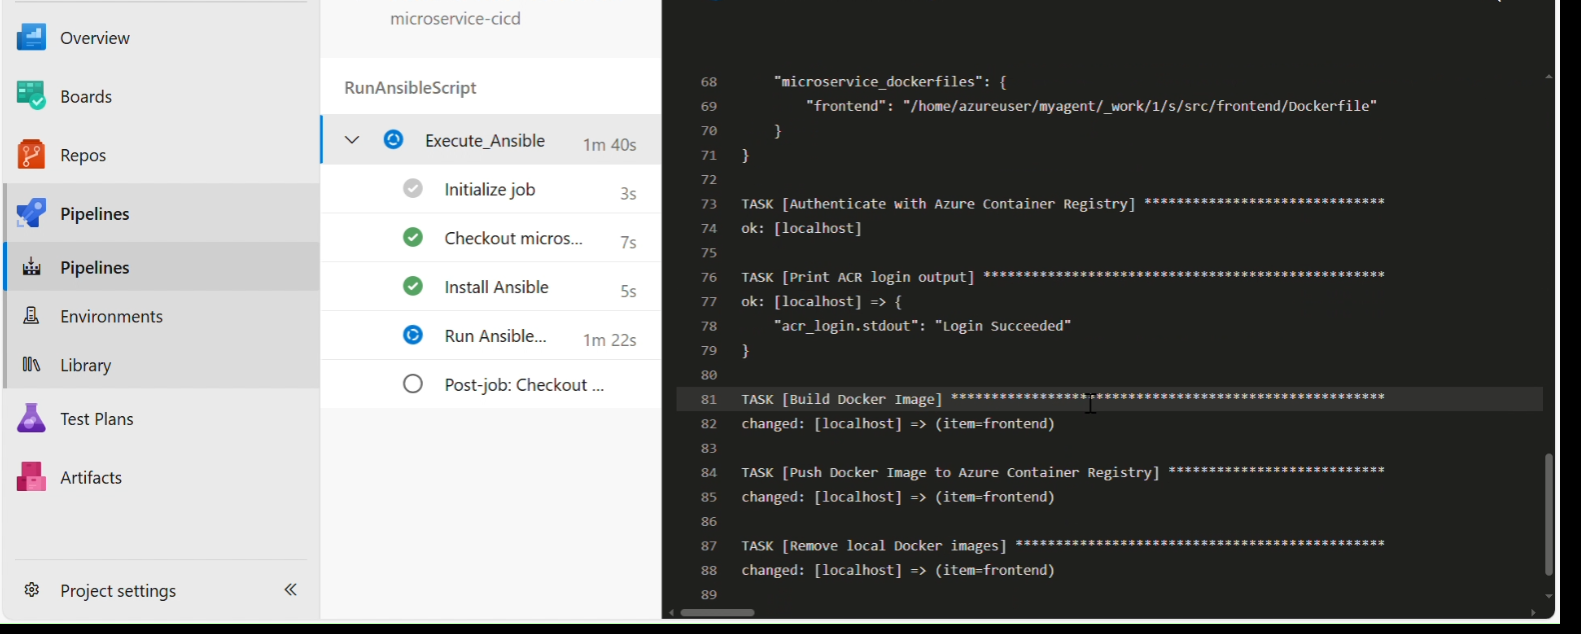 Overview
Boards
Repos
Pipelines
Pipelines
Environments
Library
Test Plans
Artifacts
Project settings
microservice-cicd
RunAnsibleScript
Execute_Ansible 1m 40s
Initialize job 3s
Checkout micros... 7s
Install Ansible 5s
Run Ansible... 1m 22s
Post-job: Checkout ...
68 "microservice_dockerfiles": {
69 "frontend": "/home/azureuser/myagent/_work/1/s/src/frontend/Dockerfile"
70 }
71 }
72
73 TASK [Authenticate with Azure Container Registry] ******************************
74 ok: [localhost]
75
76 TASK [Print ACR login output] **************************************************
77 ok: [localhost] => {
78 "acr_login.stdout": "Login Succeeded"
79 }
80
81 TASK [Build Docker Image] ******************************************************
82 changed: [localhost] => (item=frontend)
83
84 TASK [Push Docker Image to Azure Container Registry] ***************************
85 changed: [localhost] => (item=frontend)
86
87 TASK [Remove local Docker images] **********************************************
88 changed: [localhost] => (item=frontend)
89